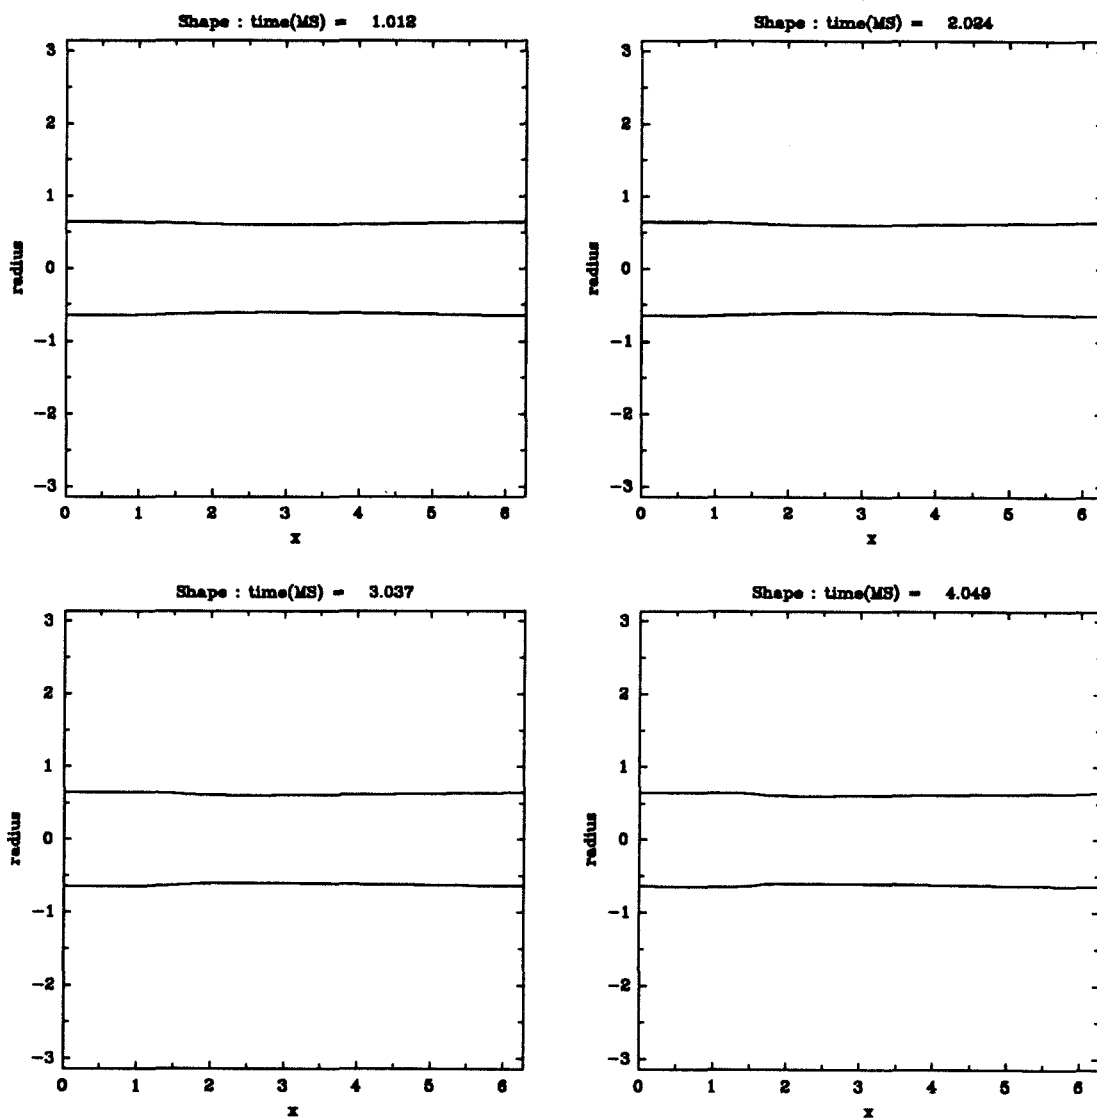 Shape : time(MS) = 1.012
3
2
1
0
-1
-2
-3
radius
0 1 2 3 4 5 6
x
Shape : time(MS) = 2.024
3
2
1
0
-1
-2
-3
radius
0 1 2 3 4 5 6
x
Shape : time(MS) = 3.037
3
2
1
0
-1
-2
-3
radius
0 1 2 3 4 5 6
x
Shape : time(MS) = 4.049
3
2
1
0
-1
-2
-3
radius
0 1 2 3 4 5 6
x